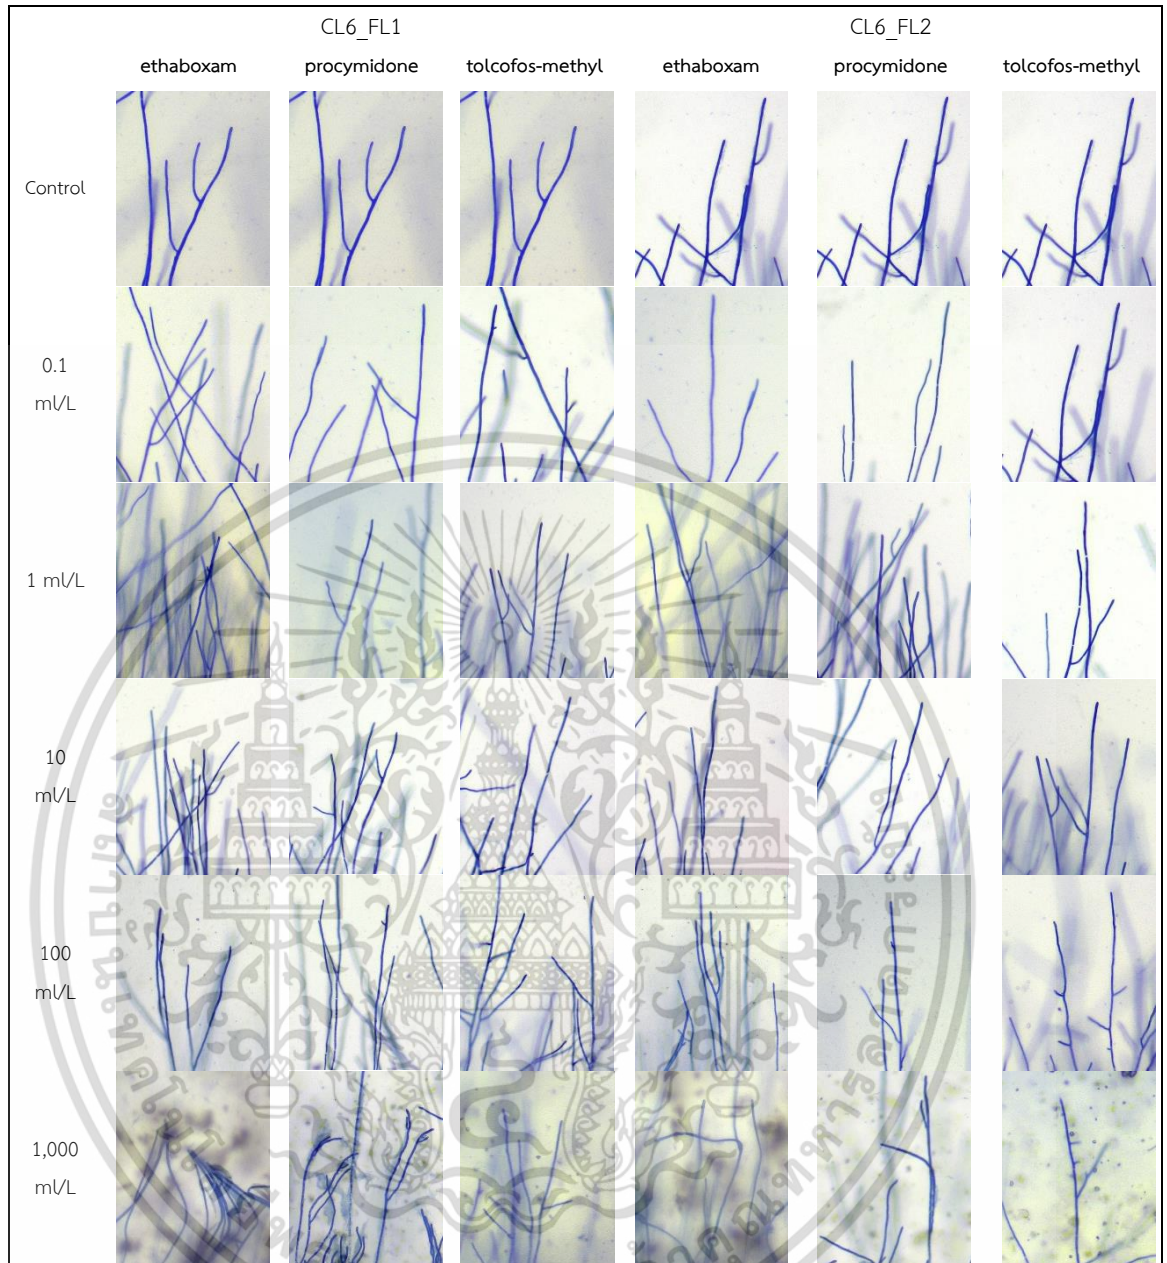 CL6_FL1 CL6_FL2
ethaboxam procymidone tolcofos-methyl ethaboxam procymidone tolcofos-methyl
Control
0.1
ml/L
1 ml/L
10
ml/L
100
ml/L
1,000
ml/L